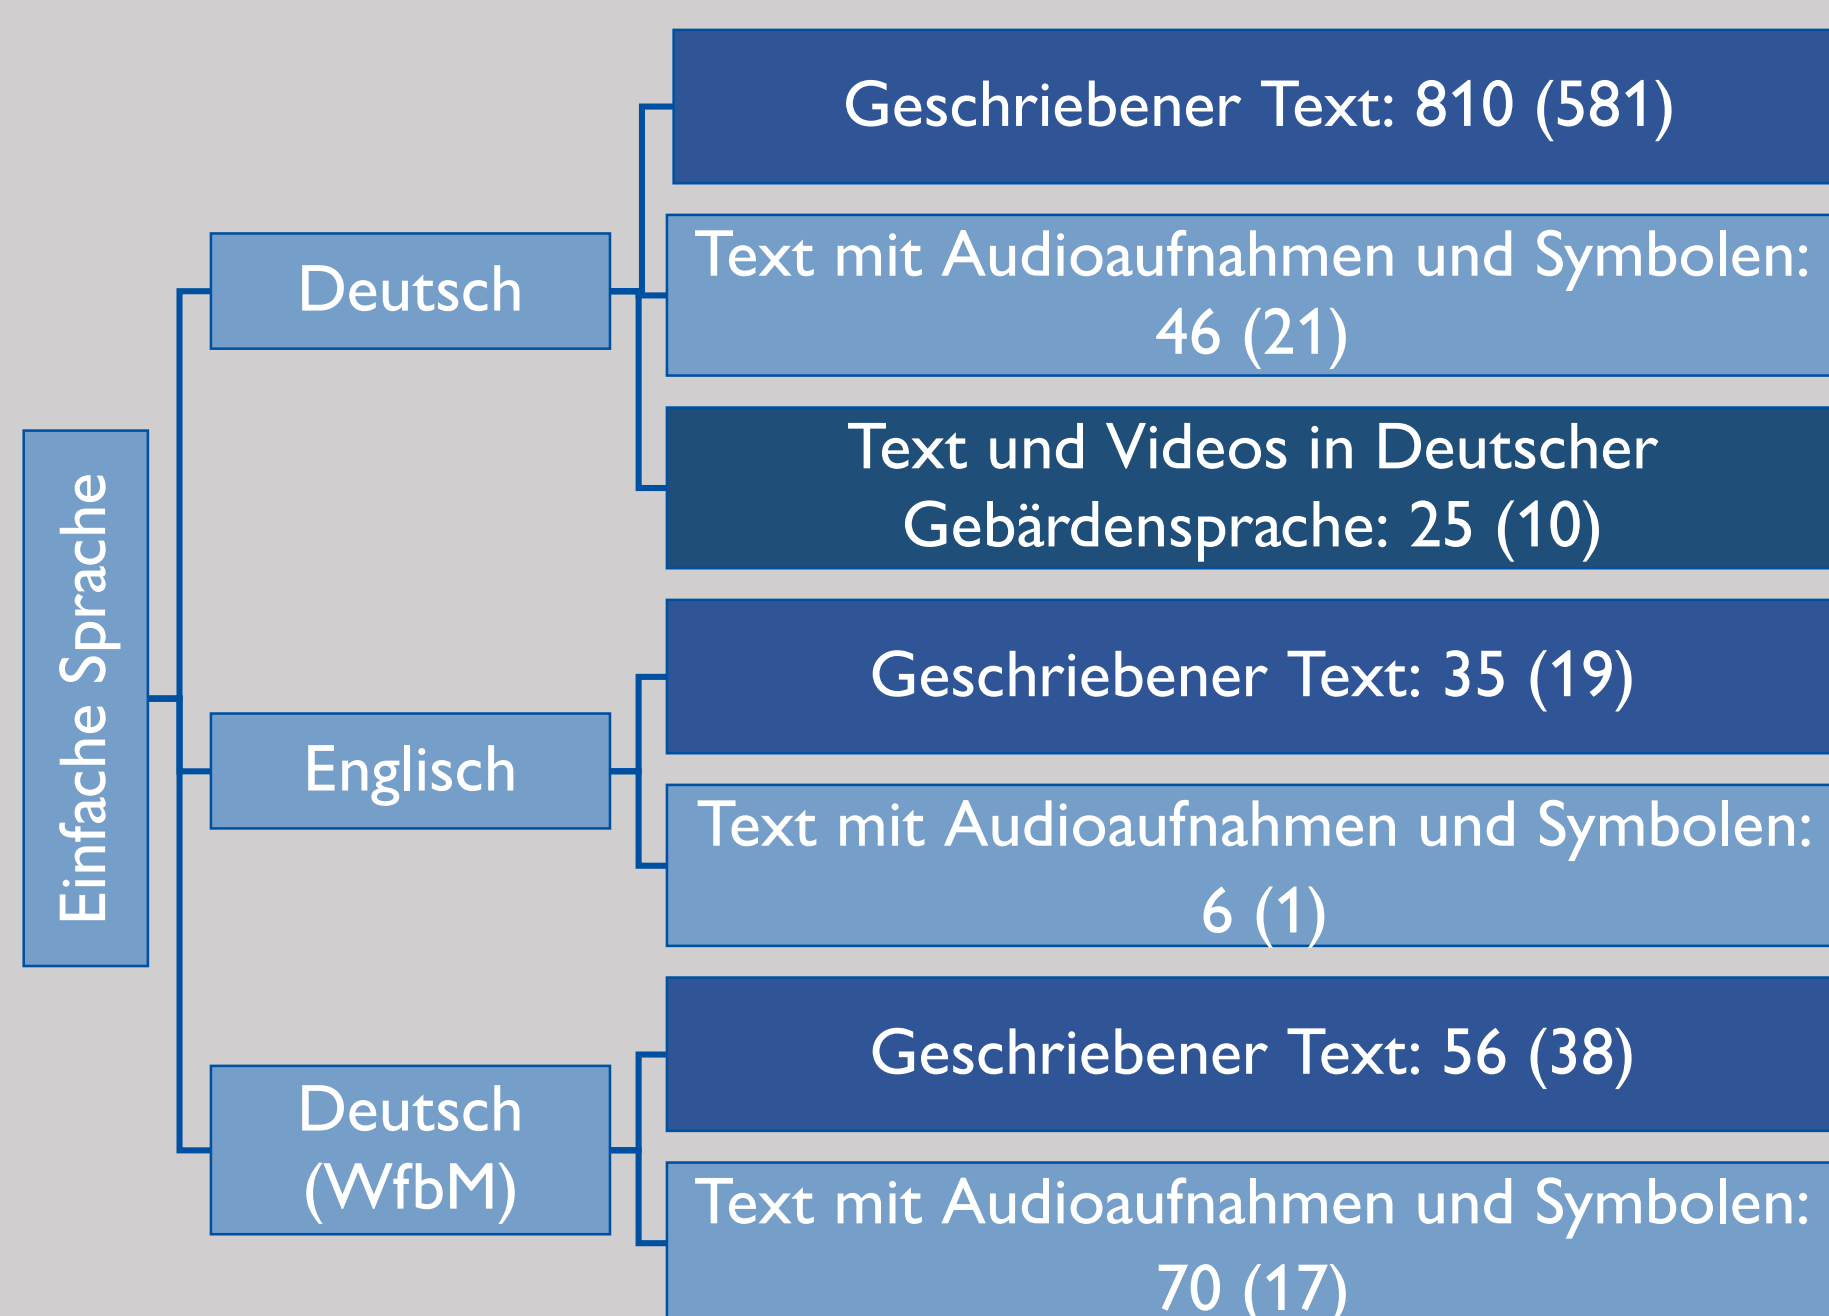 Einfache Sprache
Deutsch
Geschriebener Text: 810 (581)
Text mit Audioaufnahmen und Symbolen:
46 (21)
Text und Videos in Deutscher
Gebärdensprache: 25 (10)
Englisch
Geschriebener Text: 35 (19)
Text mit Audioaufnahmen und Symbolen:
6 (1)
Deutsch
(WfbM)
Geschriebener Text: 56 (38)
Text mit Audioaufnahmen und Symbolen:
70 (17)